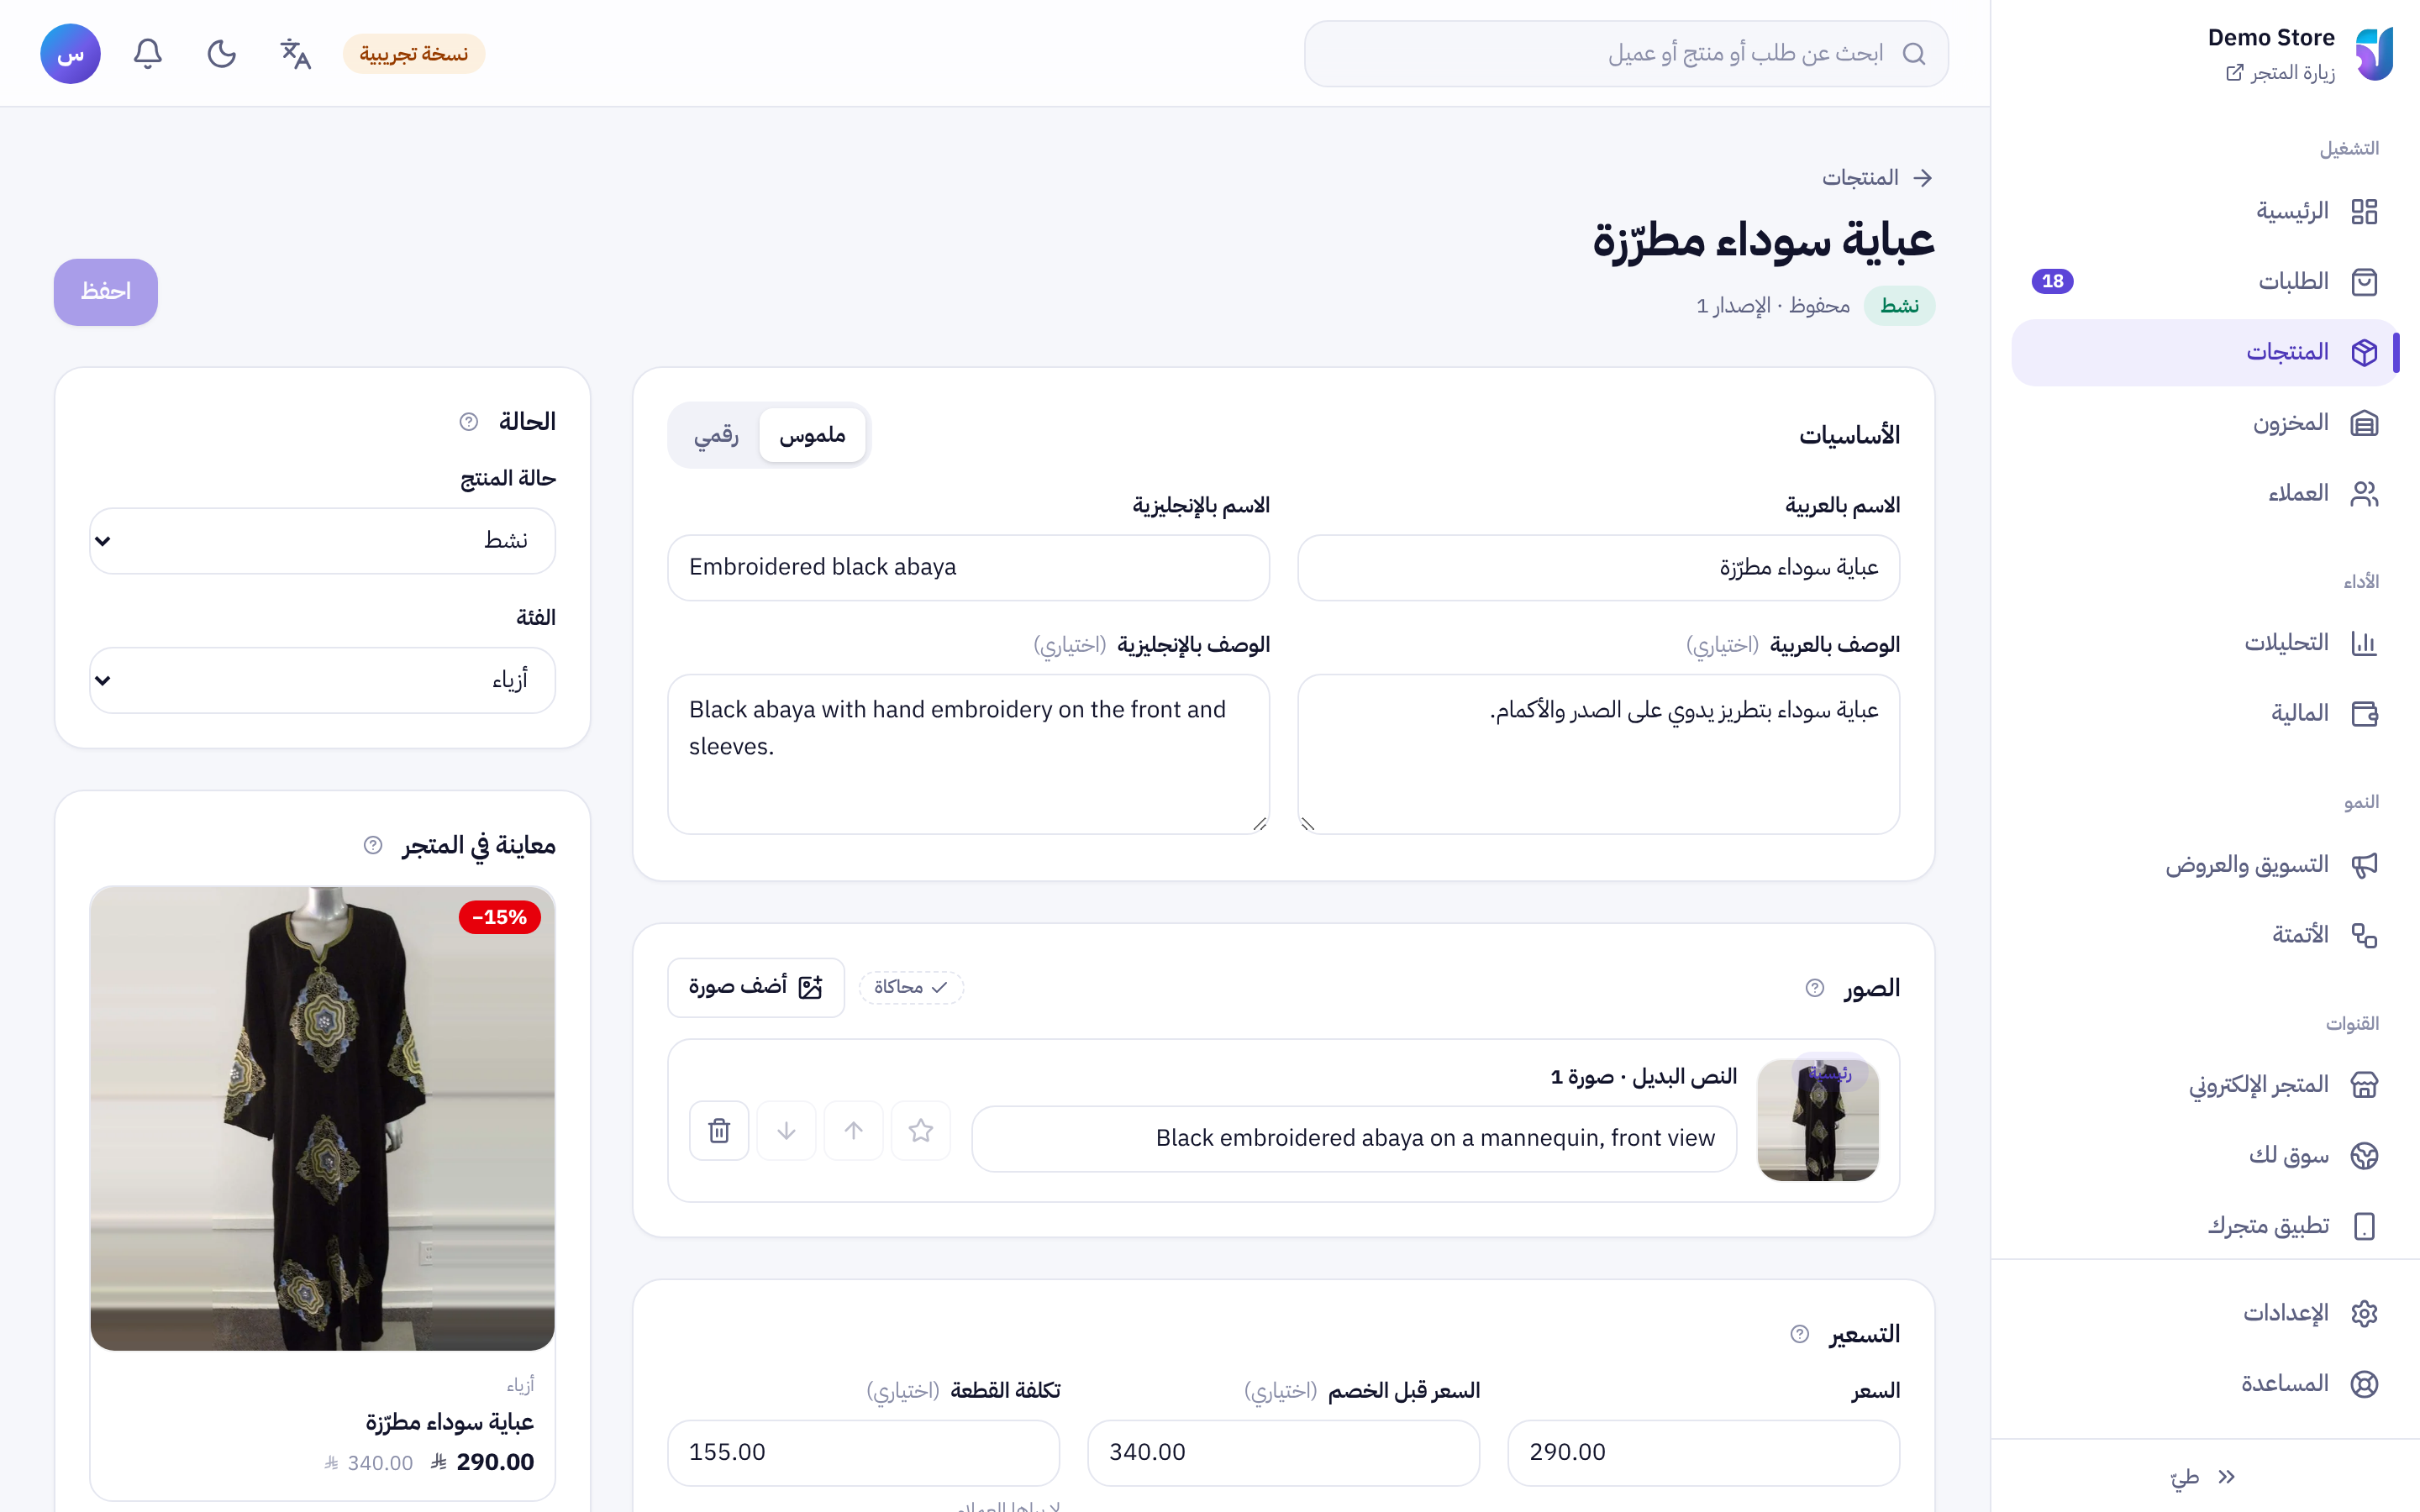 Demo Store
زيارة المتجر
التشغيل
الرئيسية
الطلبات
18
المنتجات
المخزون
العملاء
الأداء
التحليلات
المالية
النمو
التسويق والعروض
الأتمتة
القنوات
المتجر الإلكتروني
سوق لك
تطبيق متجرك
الإعدادات
المساعدة
طيّ
ابحث عن طلب أو منتج أو عميل
نسخة تجريبية
س
المنتجات
عباية سوداء مطرّزة
نشط
محفوظ · الإصدار 1
احفظ
الأساسيات
ملموس
رقمي
الاسم بالعربية
عباية سوداء مطرّزة
الاسم بالإنجليزية
Embroidered black abaya
الوصف بالعربية (اختياري)
عباية سوداء بتطريز يدوي على الصدر والأكمام.
الوصف بالإنجليزية (اختياري)
Black abaya with hand embroidery on the front and
sleeves.
الصور
محاكاة
أضف صورة
رئيسية
النص البديل · صورة 1
Black embroidered abaya on a mannequin, front view
التسعير
السعر
290.00
السعر قبل الخصم (اختياري)
340.00
تكلفة القطعة (اختياري)
155.00
الحالة
حالة المنتج
نشط
الفئة
أزياء
معاينة في المتجر
−15%
أزياء
عباية سوداء مطرّزة
290.00
340.00